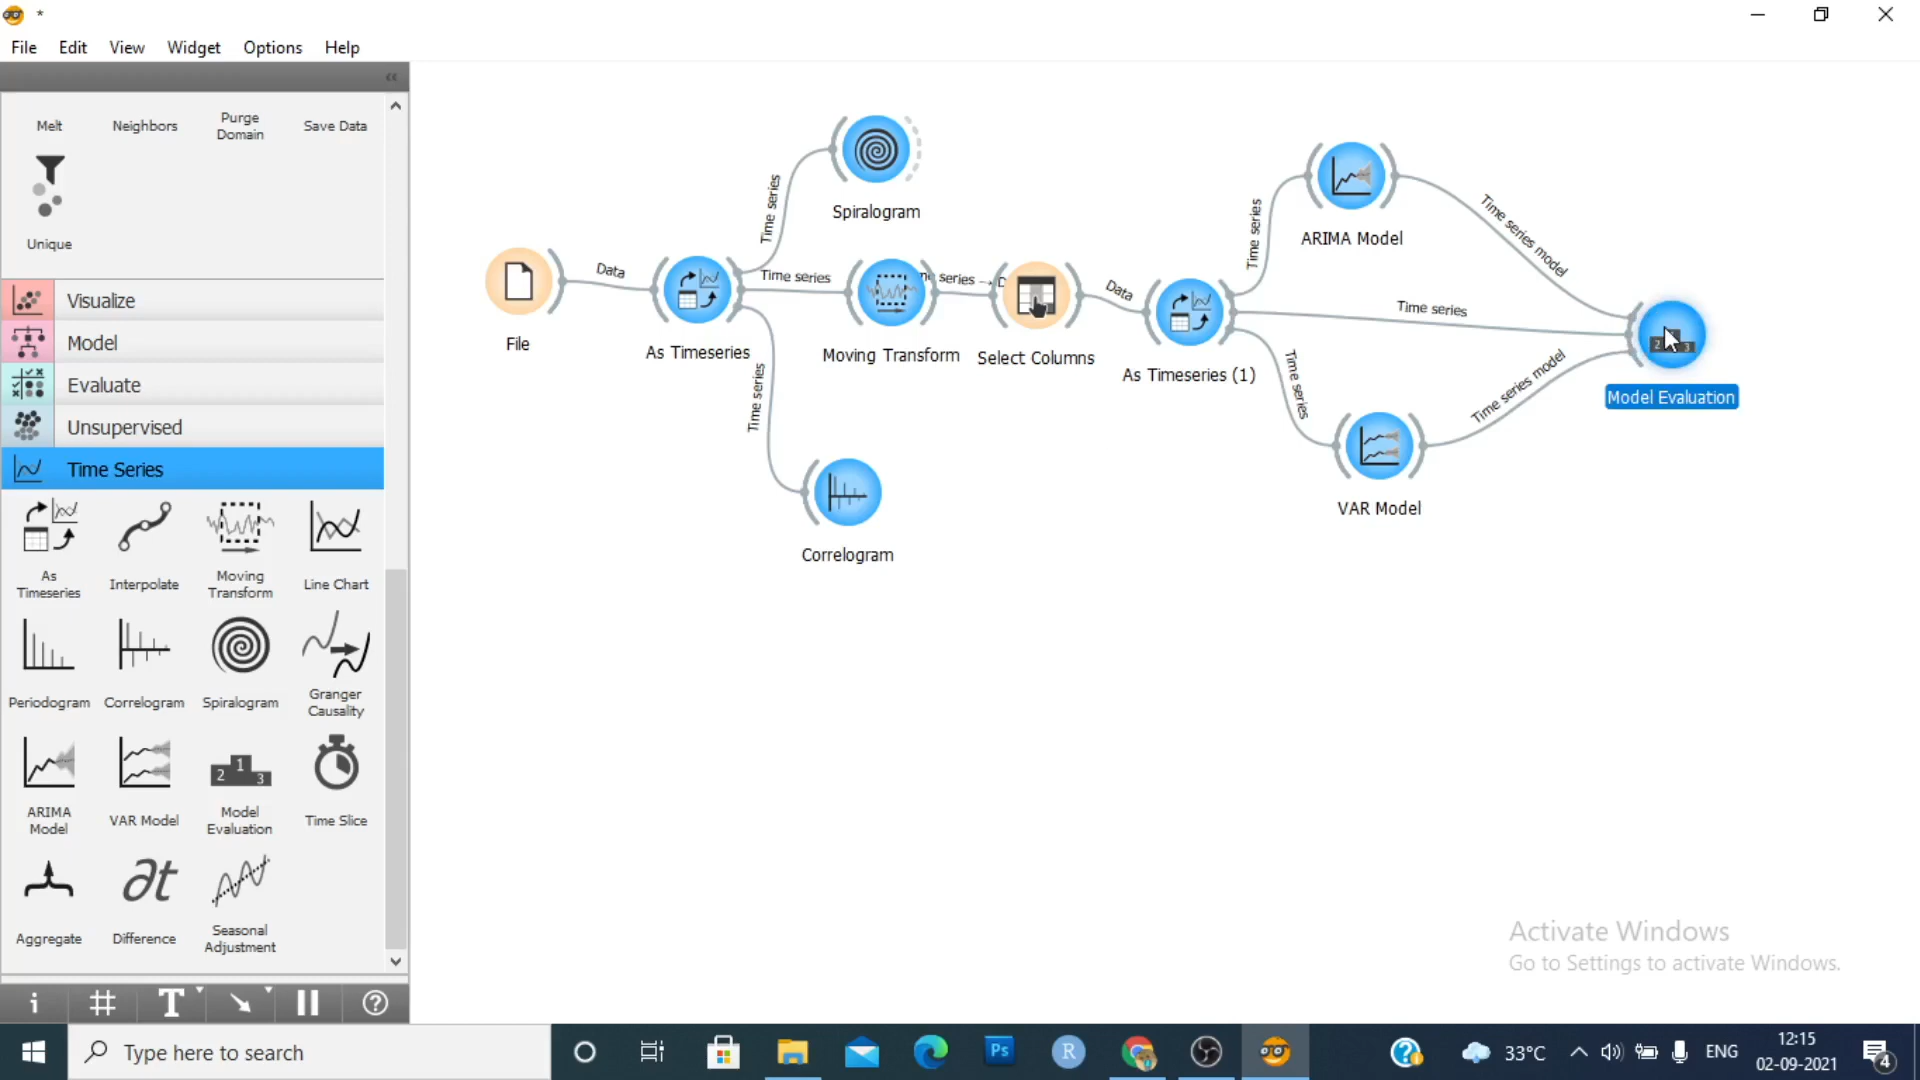 *
File Edit View Widget Options Help
Melt Neighbors Purge Domain Save Data
Unique
Visualize
Model
Evaluate
Unsupervised
Time Series
As Timeseries Interpolate Moving Transform Line Chart
Periodogram Correlogram Spiralogram Granger Causality
ARIMA Model VAR Model Model Evaluation Time Slice
Aggregate Difference Seasonal Adjustment
File
Data
As Timeseries
Time series
Spiralogram
Time series
Moving Transform
Time series
Correlogram
Select Columns
Data
As Timeseries (1)
Time series
ARIMA Model
Time series model
Time series
Time series
VAR Model
Time series model
Model Evaluation
Activate Windows
Go to Settings to activate Windows.
Type here to search
Ps
R
33°C
ENG
12:15
02-09-2021
4